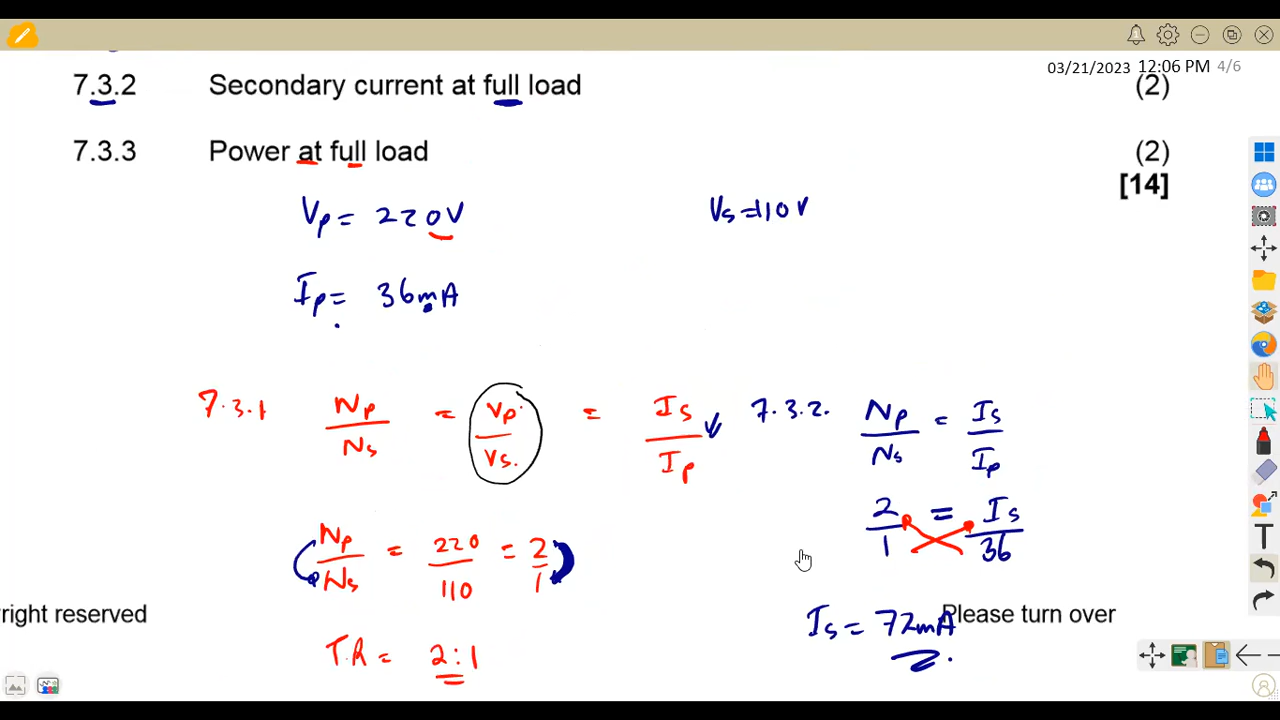 03/21/2023 12:06 PM 4/6
7.3.2 Secondary current at full load (2)
7.3.3 Power at full load (2)
[14]
Vp = 220V
Vs = 110V
Ip = 36mA
7.3.1 Np/Ns = Vp/Vs = Is/Ip
7.3.2. Np/Ns = Is/Ip
Np/Ns = 220/110 = 2/1
2/1 = Is/36
right reserved
Is = 72mA
Please turn over
T.R = 2:1
T